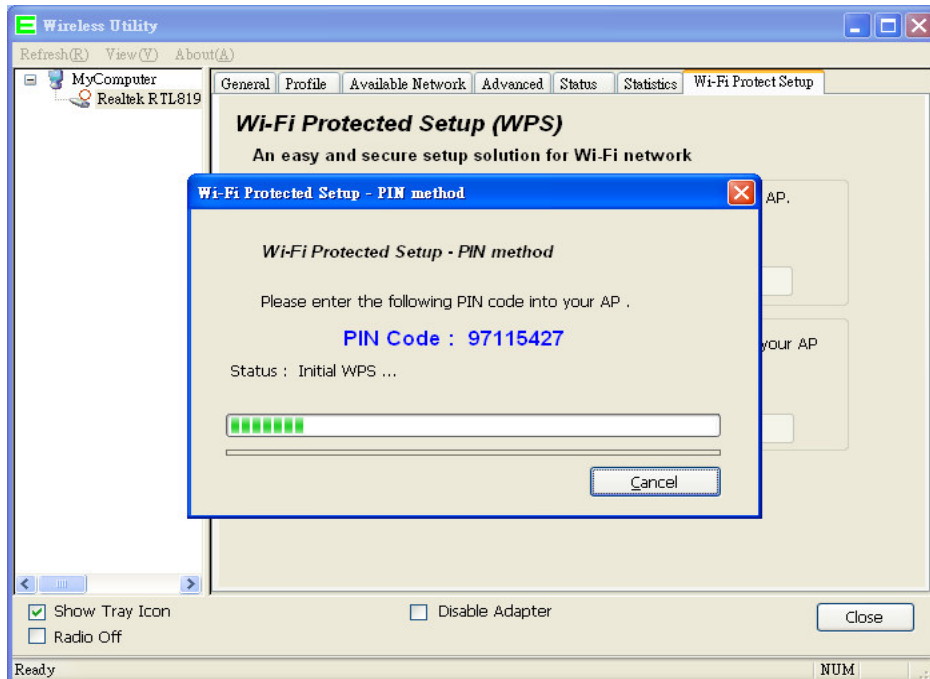 Wireless Utility
Refresh(R) View(V) About(A)
MyComputer
Realtek RTL819
General Profile Available Network Advanced Status Statistics Wi-Fi Protect Setup
Wi-Fi Protected Setup (WPS)
An easy and secure setup solution for Wi-Fi network
AP.
your AP
Wi-Fi Protected Setup - PIN method
Wi-Fi Protected Setup - PIN method
Please enter the following PIN code into your AP .
PIN Code : 97115427
Status : Initial WPS ...
Cancel
Show Tray Icon
Radio Off
Disable Adapter
Close
Ready
NUM